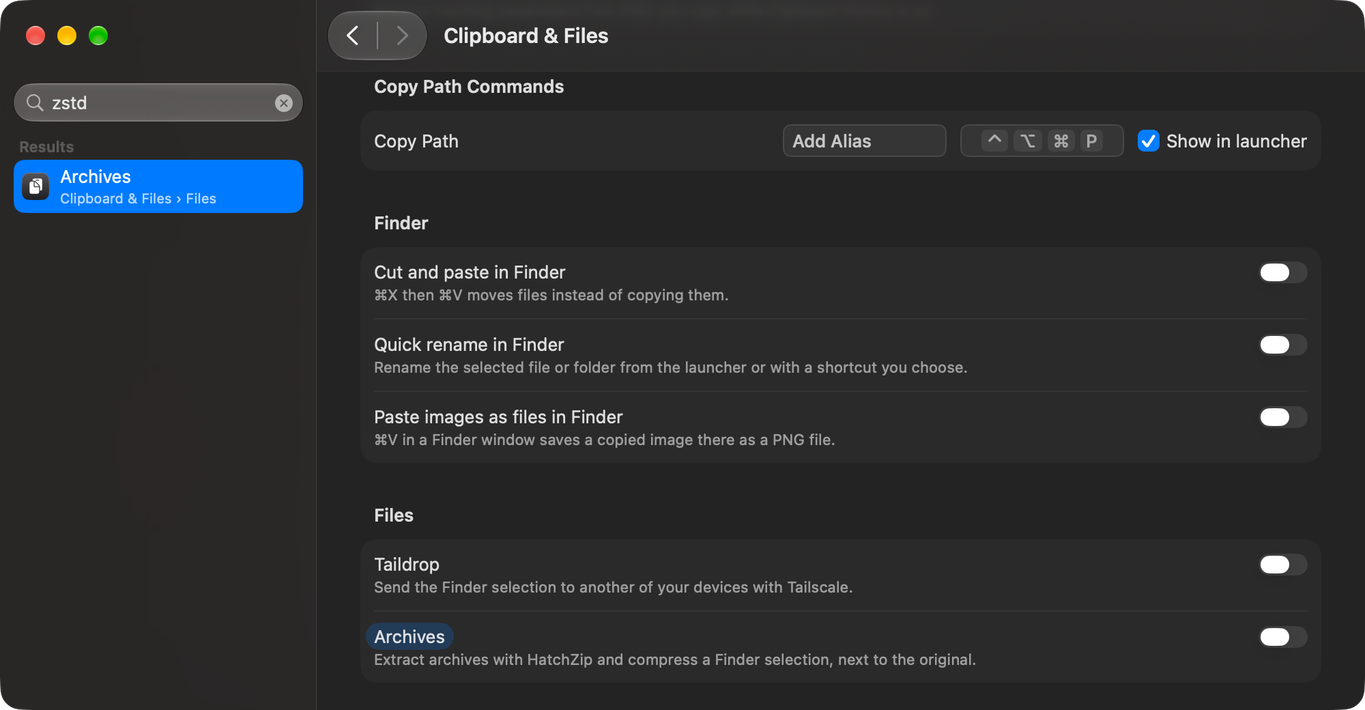 Clipboard & Files
zstd
Results
Archives
Clipboard & Files › Files
Copy Path Commands
Copy Path
Add Alias
⌃ ⌥ ⌘ P
Show in launcher
Finder
Cut and paste in Finder
⌘X then ⌘V moves files instead of copying them.
Quick rename in Finder
Rename the selected file or folder from the launcher or with a shortcut you choose.
Paste images as files in Finder
⌘V in a Finder window saves a copied image there as a PNG file.
Files
Taildrop
Send the Finder selection to another of your devices with Tailscale.
Archives
Extract archives with HatchZip and compress a Finder selection, next to the original.